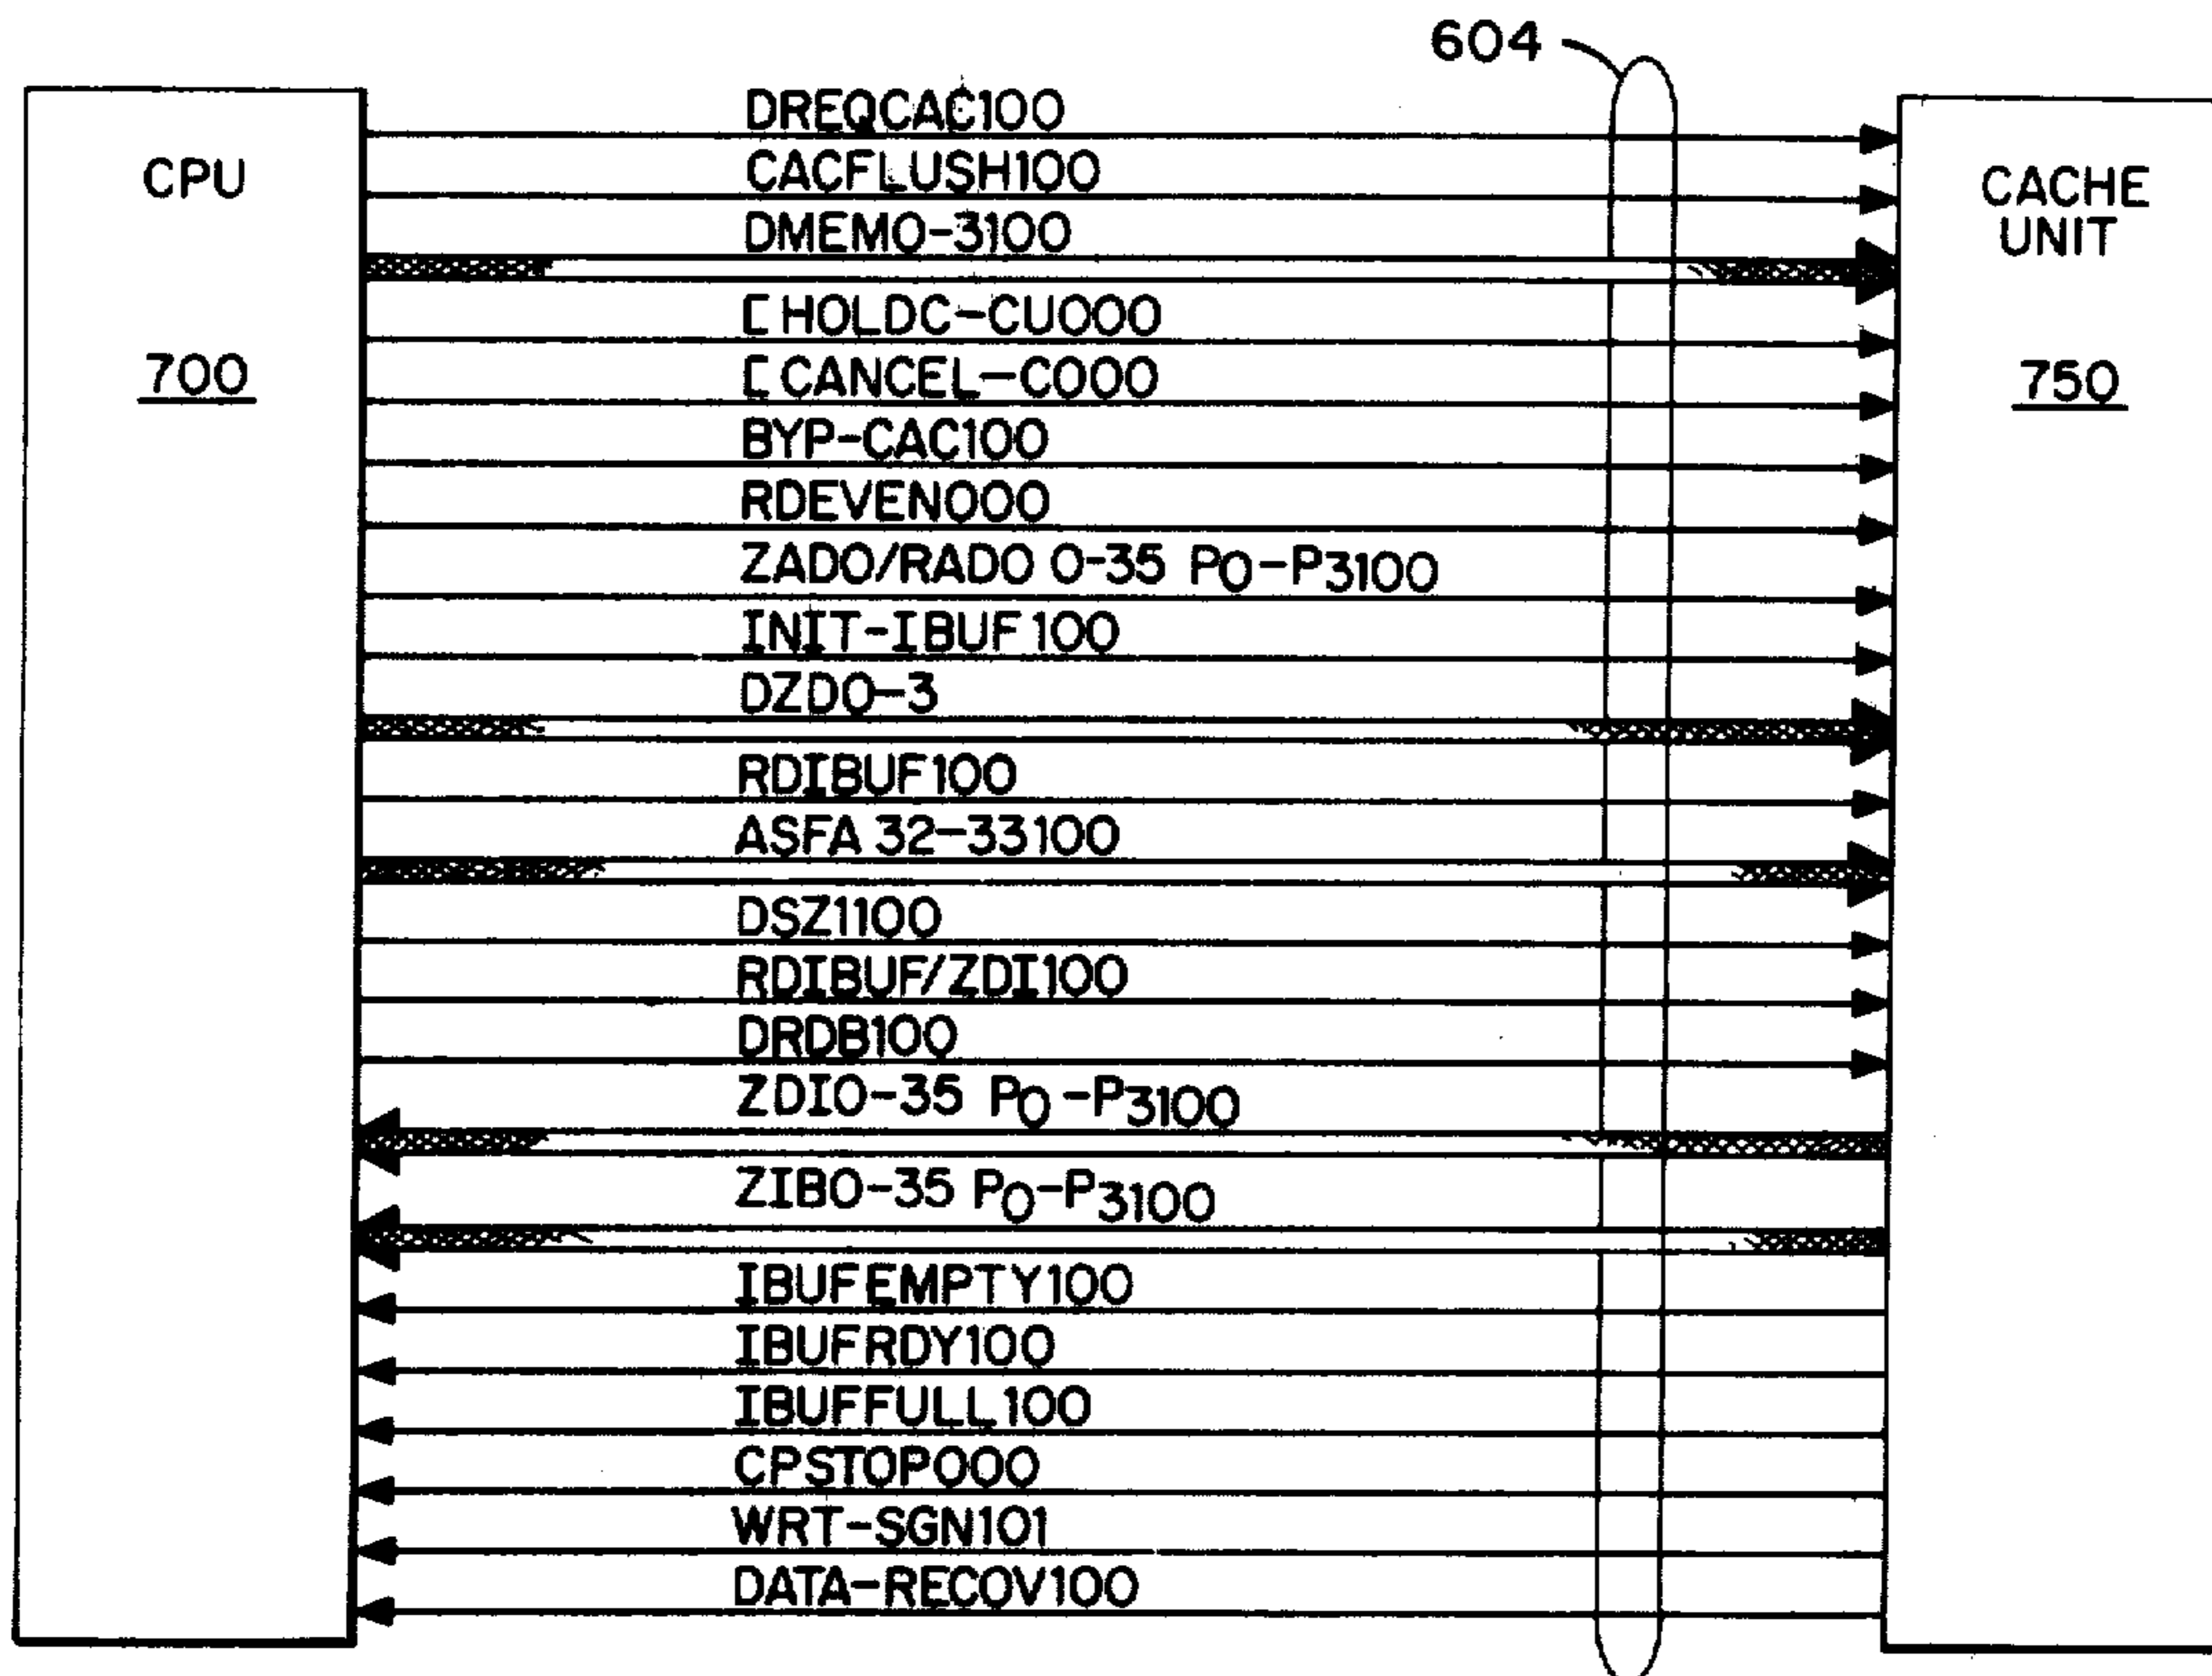 604
CPU
700
DREQCAC100
CACFLUSH100
DMEM0-3100
[HOLDC-CU000
[CANCEL-C000
BYP-CAC100
RDEVEN000
ZADO/RADO 0-35 P0-P3100
INIT-IBUF100
DZD0-3
RDIBUF100
ASFA 32-33100
DSZ1100
RDIBUF/ZDI100
DRDB100
ZDI0-35 P0-P3100
ZIB0-35 P0-P3100
IBUFEMPTY100
IBUFRDY100
IBUFFULL100
CPSTOP000
WRT-SGN101
DATA-RECOV100
CACHE
UNIT
750